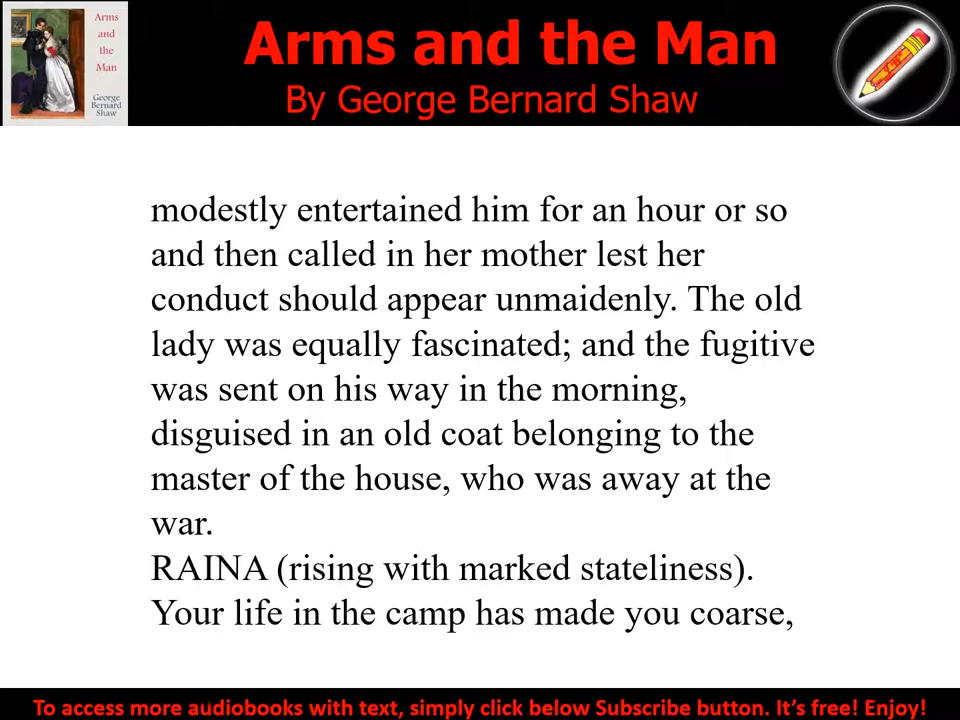 Arms
and
the
Man
George
Bernard
Shaw
Arms and the Man
By George Bernard Shaw
modestly entertained him for an hour or so
and then called in her mother lest her
conduct should appear unmaidenly. The old
lady was equally fascinated; and the fugitive
was sent on his way in the morning,
disguised in an old coat belonging to the
master of the house, who was away at the
war.
RAINA (rising with marked stateliness).
Your life in the camp has made you coarse,
To access more audiobooks with text, simply click below Subscribe button. It's free! Enjoy!